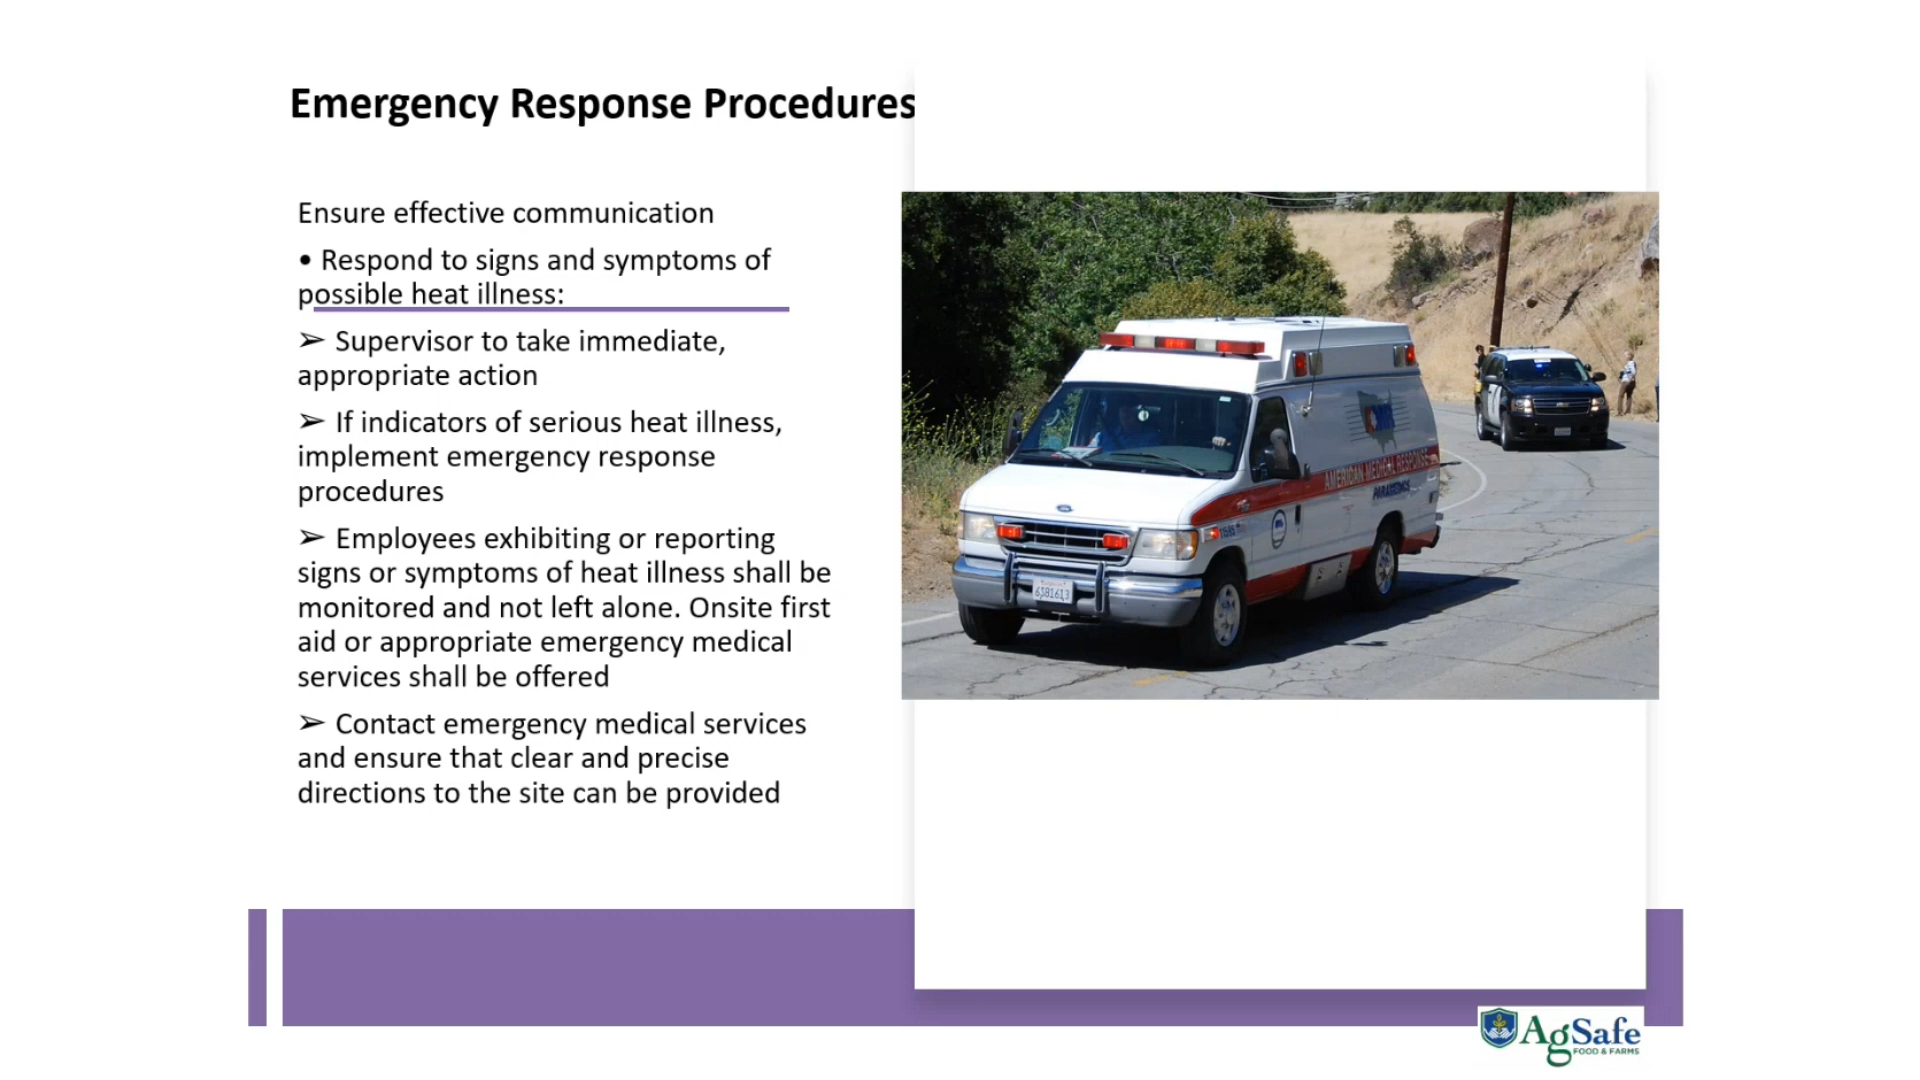 Emergency Response Procedures
Ensure effective communication
• Respond to signs and symptoms of
possible heat illness:
➢ Supervisor to take immediate,
appropriate action
➢ If indicators of serious heat illness,
implement emergency response
procedures
➢ Employees exhibiting or reporting
signs or symptoms of heat illness shall be
monitored and not left alone. Onsite first
aid or appropriate emergency medical
services shall be offered
➢ Contact emergency medical services
and ensure that clear and precise
directions to the site can be provided
AMERICAN MEDICAL RESPONSE
PARAMEDICS
AgSafe
FOOD & FARMS